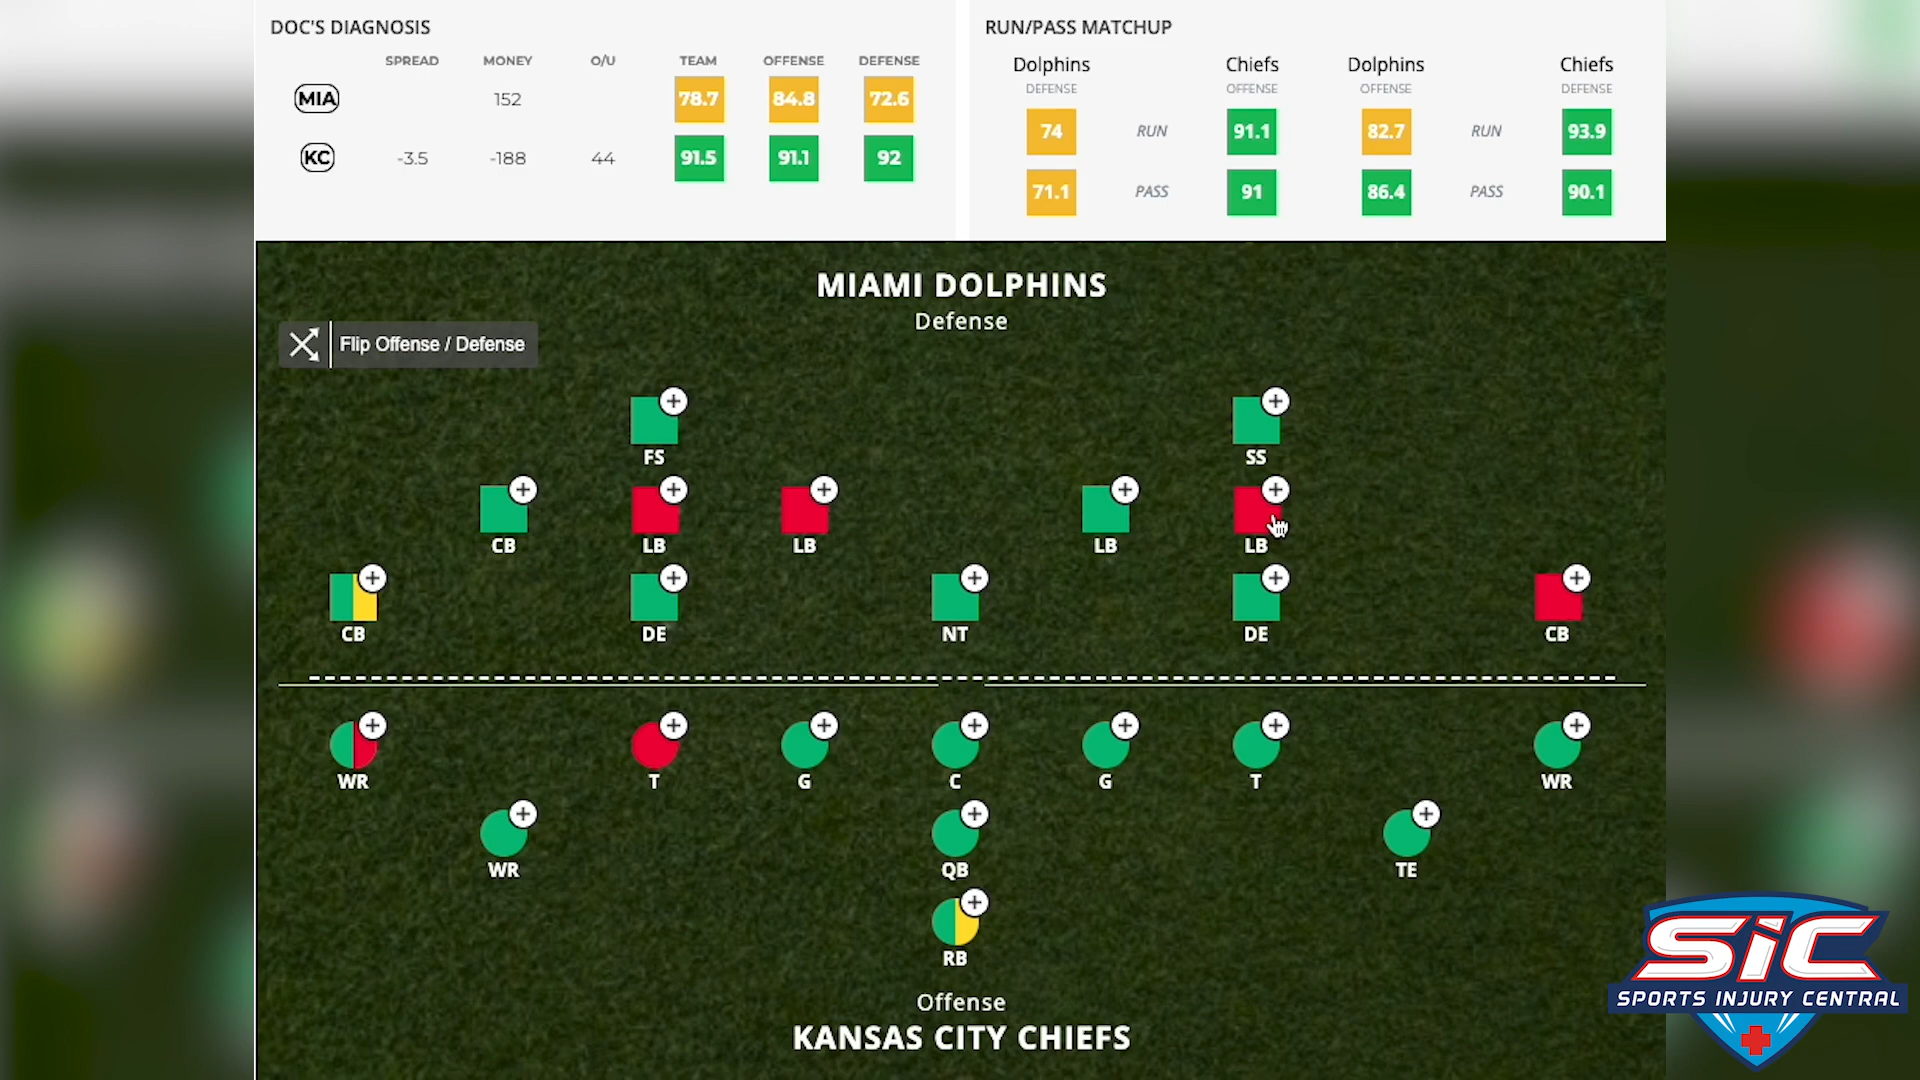 DOC'S DIAGNOSIS
SPREAD MONEY O/U TEAM OFFENSE DEFENSE
MIA 152 78.7 84.8 72.6
KC -3.5 -188 44 91.5 91.1 92
RUN/PASS MATCHUP
Dolphins Chiefs Dolphins Chiefs
DEFENSE OFFENSE OFFENSE DEFENSE
74 RUN 91.1 82.7 RUN 93.9
71.1 PASS 91 86.4 PASS 90.1
MIAMI DOLPHINS
Defense
Flip Offense / Defense
FS SS
CB LB LB LB LB
CB DE NT DE CB
WR T G C G T WR
WR QB TE
RB
Offense
KANSAS CITY CHIEFS
SiC
SPORTS INJURY CENTRAL